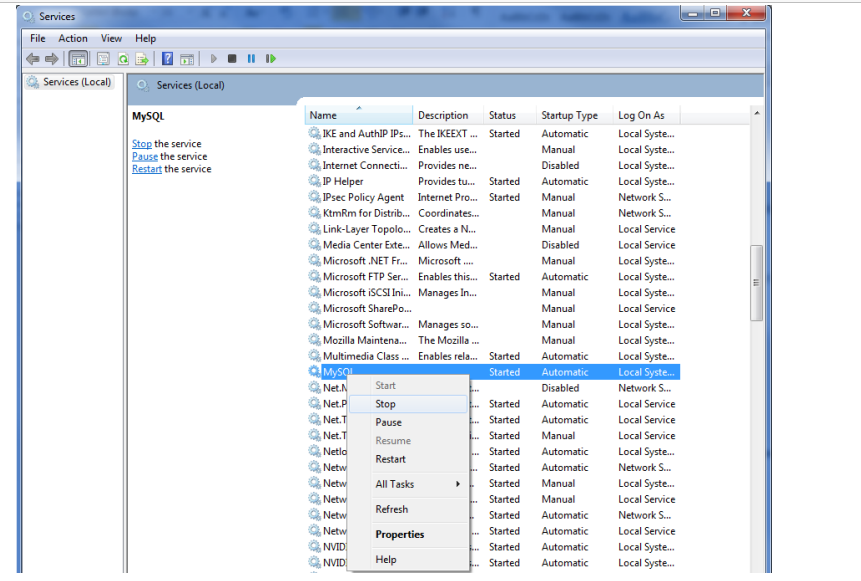 Services
File Action View Help
Services (Local)
Services (Local)
MySQL
Stop the service
Pause the service
Restart the service
Name Description Status Startup Type Log On As
IKE and AuthIP IPs... The IKEEXT ... Started Automatic Local Syste...
Interactive Service... Enables use... Manual Local Syste...
Internet Connecti... Provides ne... Disabled Local Syste...
IP Helper Provides tu... Started Automatic Local Syste...
IPsec Policy Agent Internet Pro... Started Manual Network S...
KtmRm for Distrib... Coordinates... Manual Network S...
Link-Layer Topolo... Creates a N... Manual Local Service
Media Center Exte... Allows Med... Disabled Local Service
Microsoft .NET Fr... Microsoft .... Manual Local Syste...
Microsoft FTP Ser... Enables this... Started Automatic Local Syste...
Microsoft iSCSI Ini... Manages In... Manual Local Syste...
Microsoft SharePo... Manual Local Service
Microsoft Softwar... Manages so... Manual Local Syste...
Mozilla Maintena... The Mozilla ... Manual Local Syste...
Multimedia Class ... Enables rela... Started Automatic Local Syste...
MySQL Started Automatic Local Syste...
Net.M ... Disabled Network S...
Net.P ... Started Automatic Local Service
Net.T ... Started Automatic Local Service
Net.T ... Started Manual Local Service
Netlo ... Started Automatic Local Syste...
Netw ... Started Automatic Network S...
Netw ... Started Manual Local Syste...
Netw ... Started Manual Local Service
Netw ... Started Automatic Network S...
Netw ... Started Automatic Local Service
NVID ... Started Automatic Local Syste...
NVID ... Started Automatic Local Syste...
Start
Stop
Pause
Resume
Restart
All Tasks
Refresh
Properties
Help